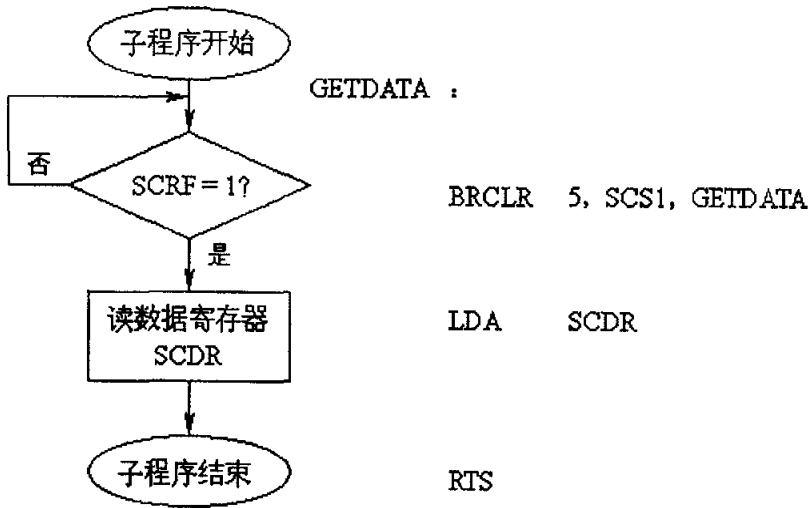 子程序开始
GETDATA :
否
SCRF = 1?
BRCLR 5, SCS1, GETDATA
是
读数据寄存器
SCDR
LDA SCDR
子程序结束
RTS